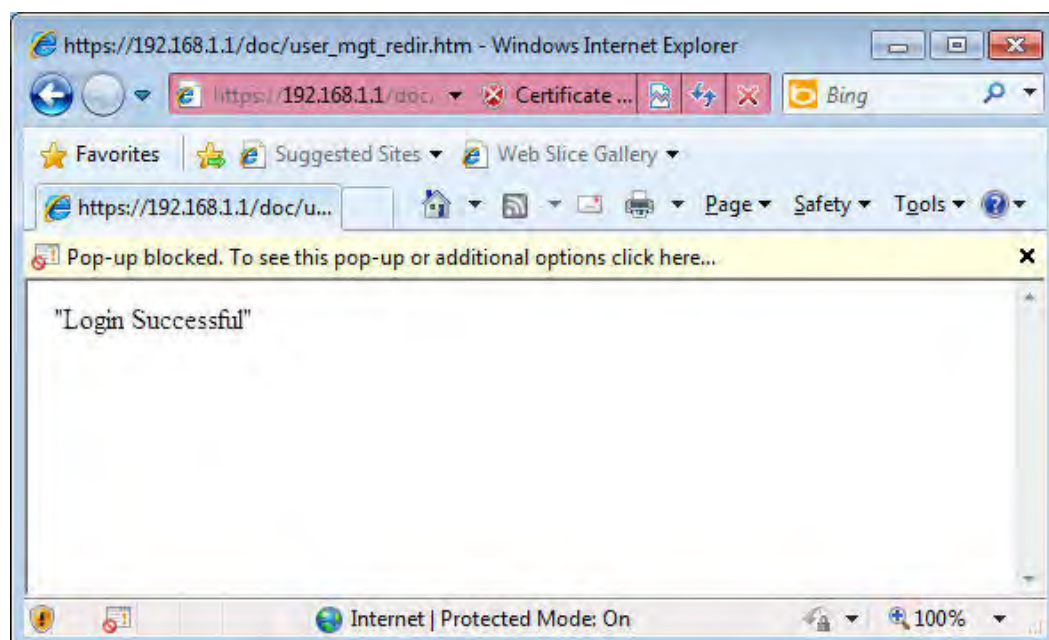 https://192.168.1.1/doc/user_mgt_redir.htm - Windows Internet Explorer
https://192.168.1.1/doc, Certificate ... Bing
Favorites Suggested Sites Web Slice Gallery
https://192.168.1.1/doc/u... Page Safety Tools
Pop-up blocked. To see this pop-up or additional options click here...
"Login Successful"
Internet | Protected Mode: On 100%